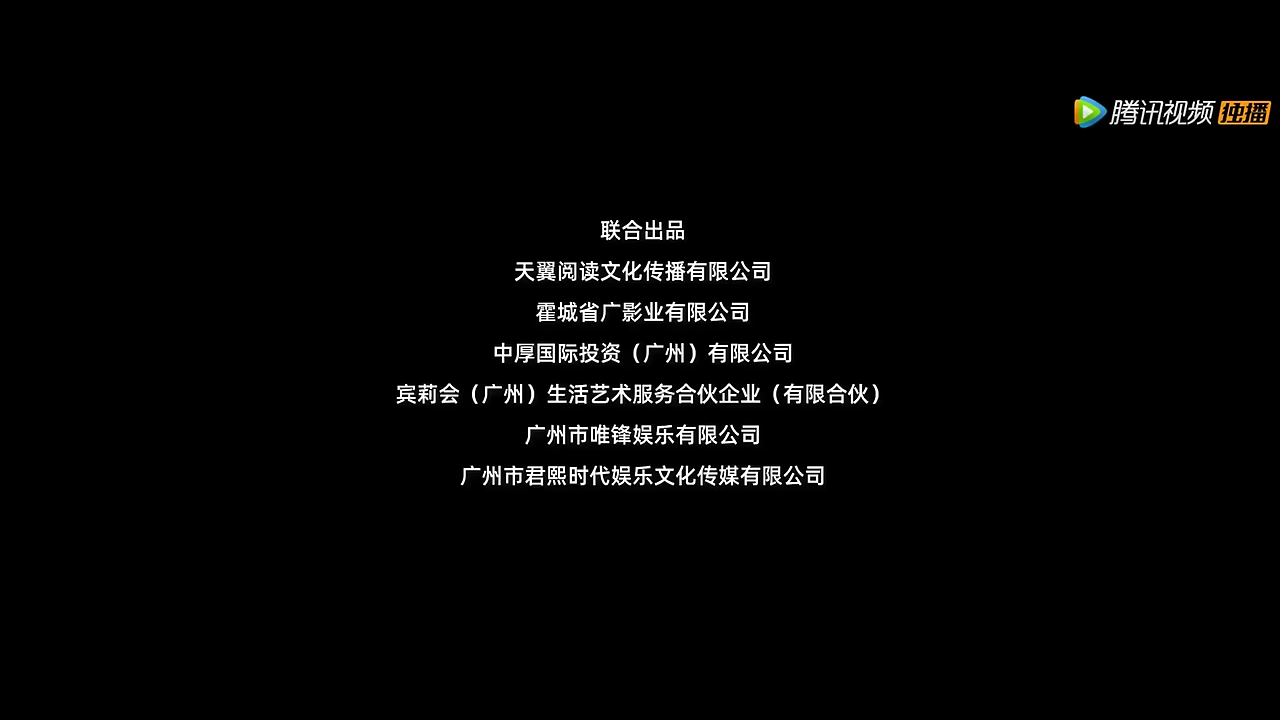 腾讯视频 独播
联合出品
天翼阅读文化传播有限公司
霍城省广影业有限公司
中厚国际投资（广州）有限公司
宾莉会（广州）生活艺术服务合伙企业（有限合伙）
广州市唯锋娱乐有限公司
广州市君熙时代娱乐文化传媒有限公司